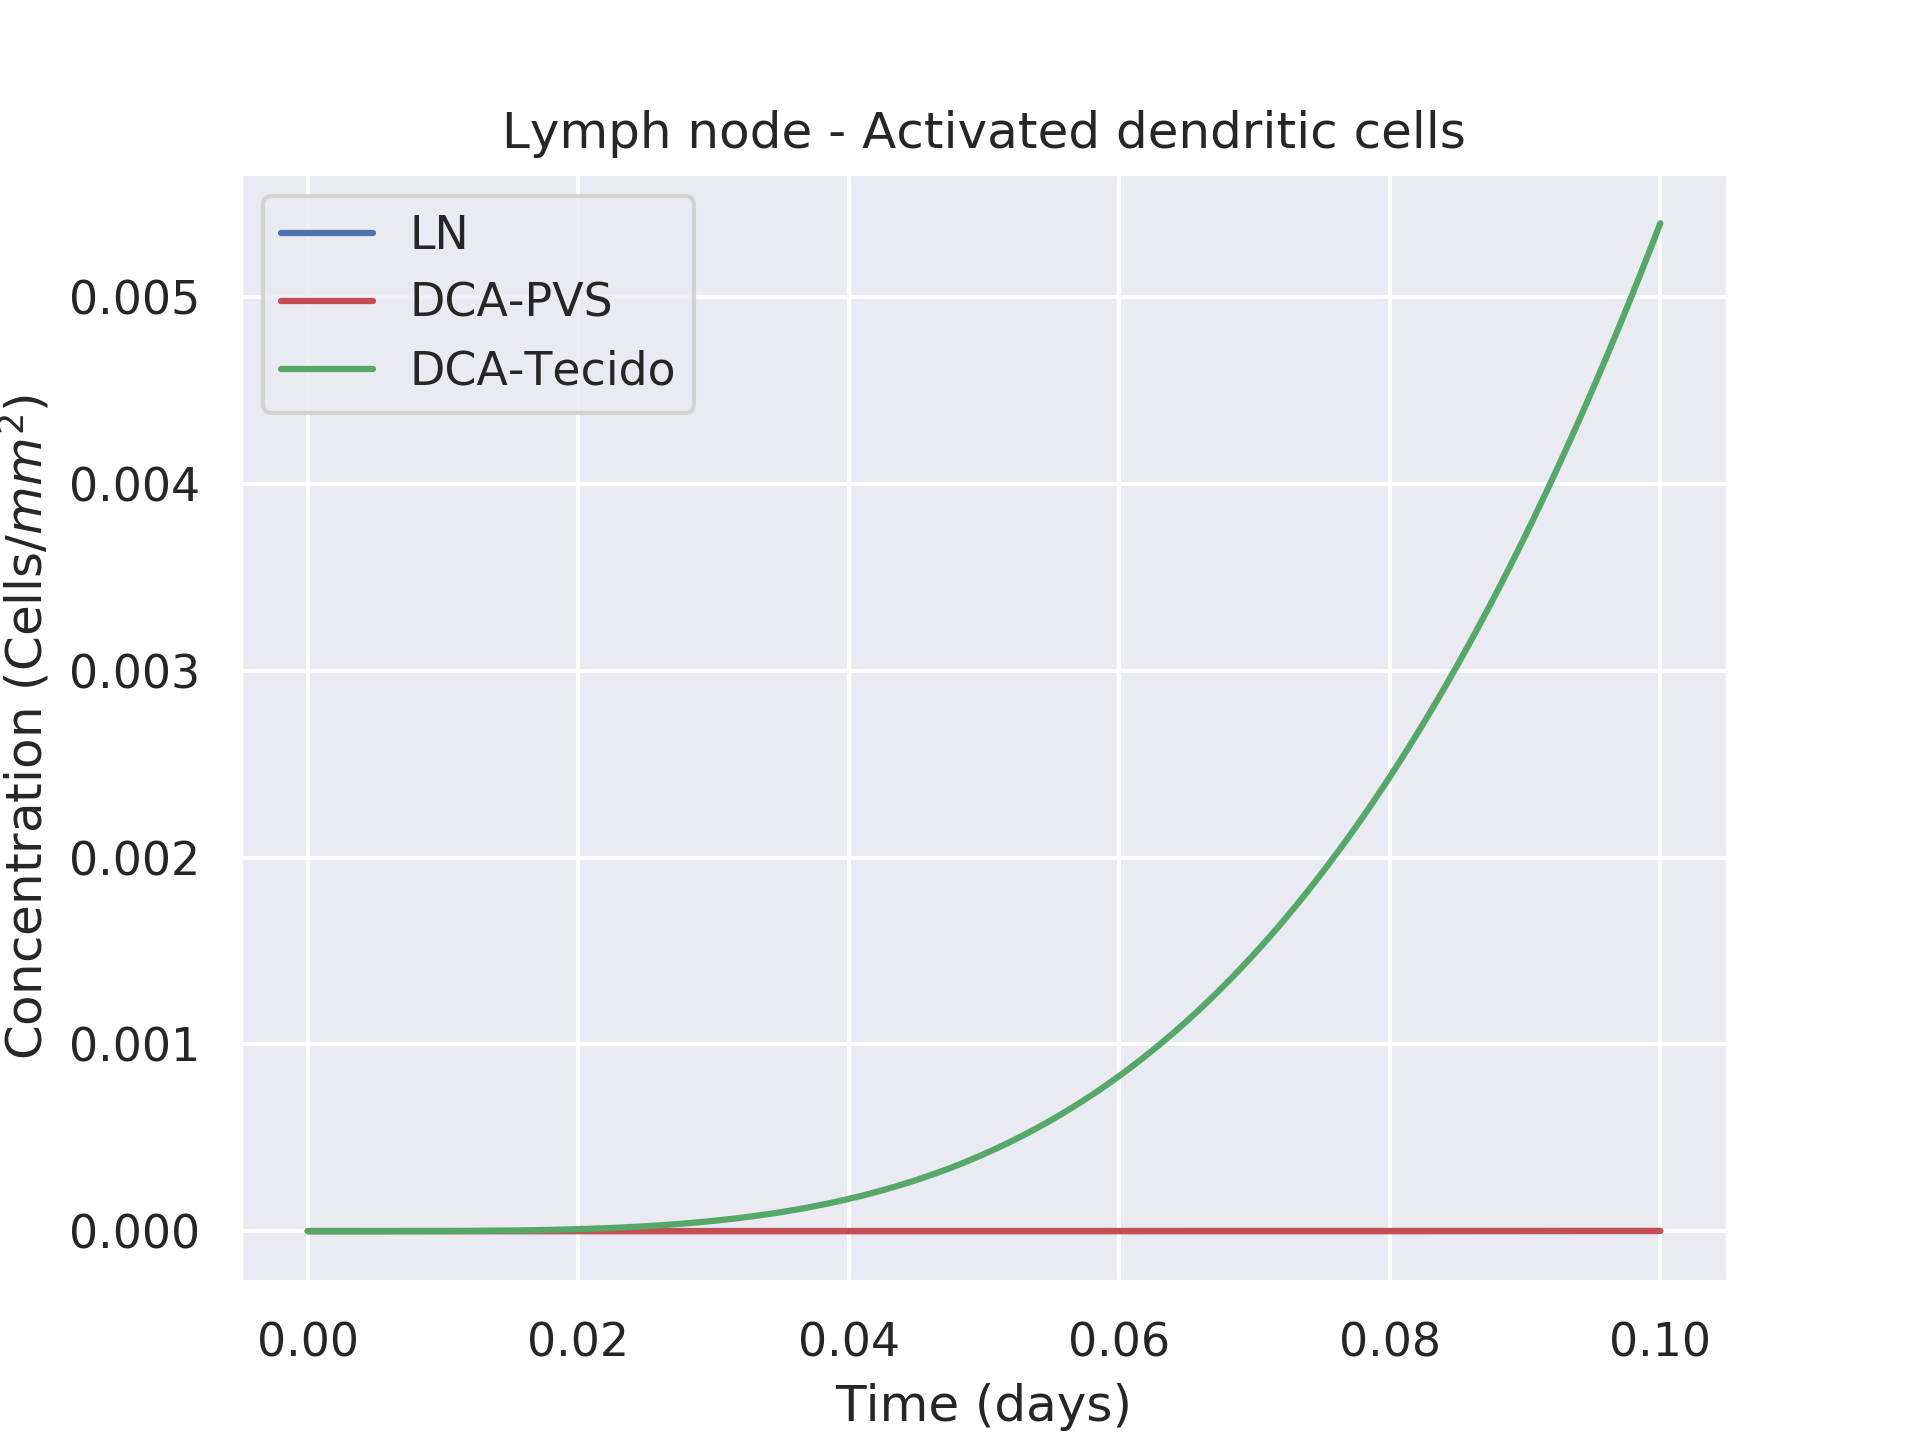 Lymph node - Activated dendritic cells
LN
DCA-PVS
DCA-Tecido
Concentration (Cells/mm²)
0.005
0.004
0.003
0.002
0.001
0.000
0.00 0.02 0.04 0.06 0.08 0.10
Time (days)